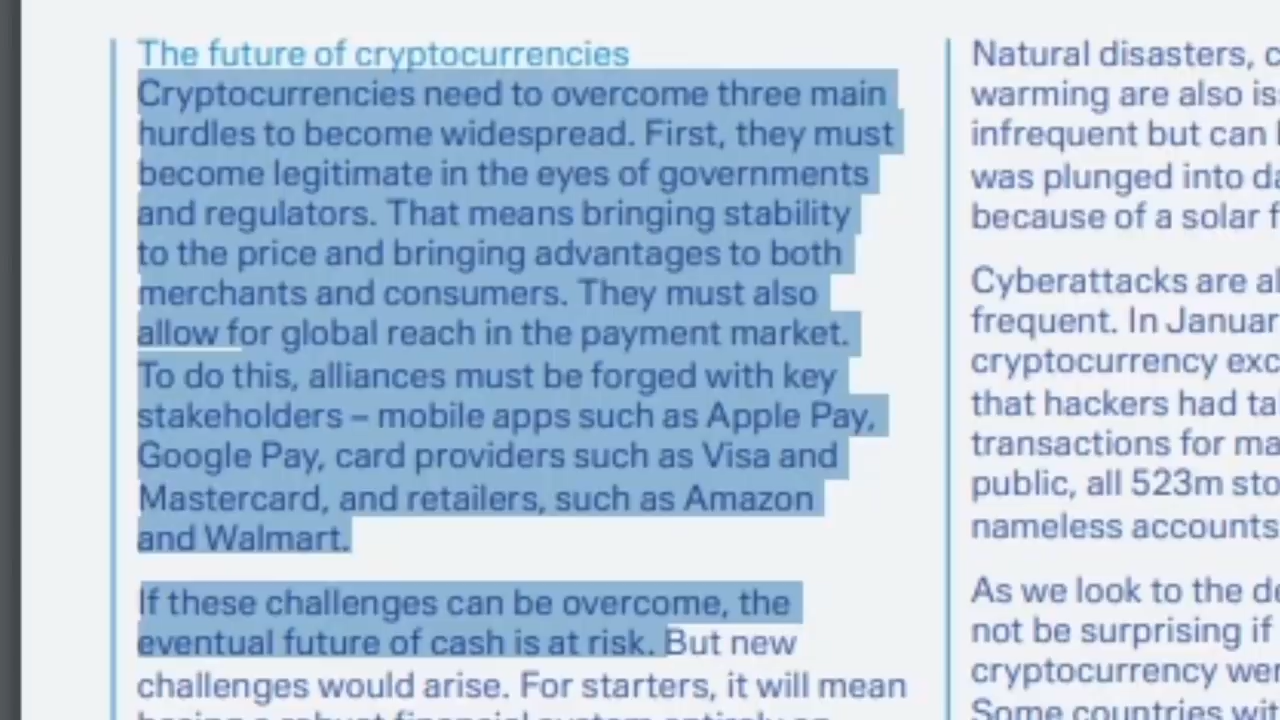 The future of cryptocurrencies
Cryptocurrencies need to overcome three main
hurdles to become widespread. First, they must
become legitimate in the eyes of governments
and regulators. That means bringing stability
to the price and bringing advantages to both
merchants and consumers. They must also
allow for global reach in the payment market.
To do this, alliances must be forged with key
stakeholders – mobile apps such as Apple Pay,
Google Pay, card providers such as Visa and
Mastercard, and retailers, such as Amazon
and Walmart.
If these challenges can be overcome, the
eventual future of cash is at risk. But new
challenges would arise. For starters, it will mean
Natural disasters,
warming are also
infrequent but can
was plunged into
because of a solar
Cyberattacks are
frequent. In
cryptocurrency
that hackers had
transactions for
public, all 523m
nameless accounts
As we look to the
not be surprising if
cryptocurrency
Some countries